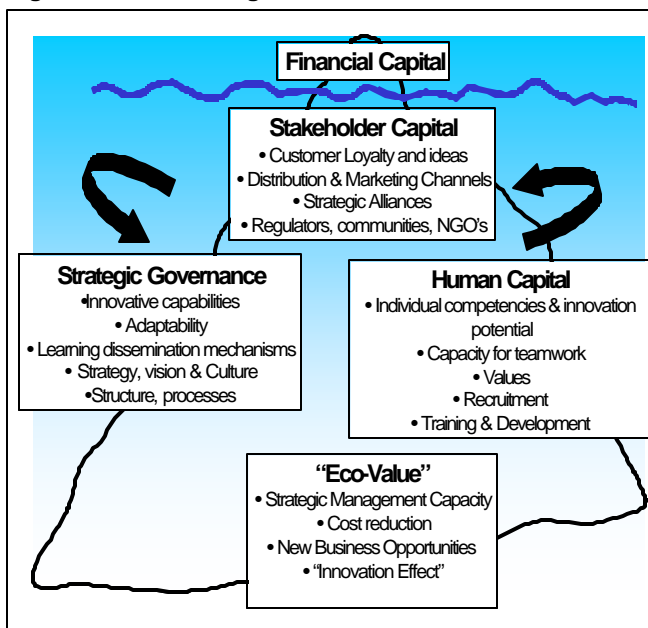 Financial Capital
Stakeholder Capital
• Customer Loyalty and ideas
• Distribution & Marketing Channels
• Strategic Alliances
• Regulators, communities, NGO's
Strategic Governance
•Innovative capabilities
• Adaptability
• Learning dissemination mechanisms
• Strategy, vision & Culture
•Structure, processes
Human Capital
• Individual competencies & innovation
potential
• Capacity for teamwork
• Values
• Recruitment
• Training & Development
“Eco-Value”
• Strategic Management Capacity
• Cost reduction
• New Business Opportunities
• “Innovation Effect”